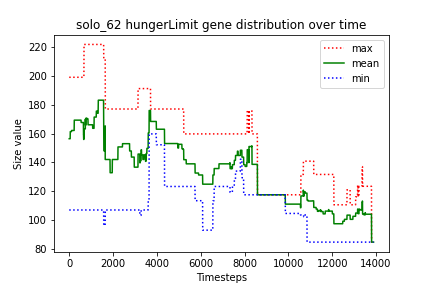 solo_62 hungerLimit gene distribution over time
max
mean
min
Size value
220
200
180
160
140
120
100
80
0 2000 4000 6000 8000 10000 12000 14000
Timesteps